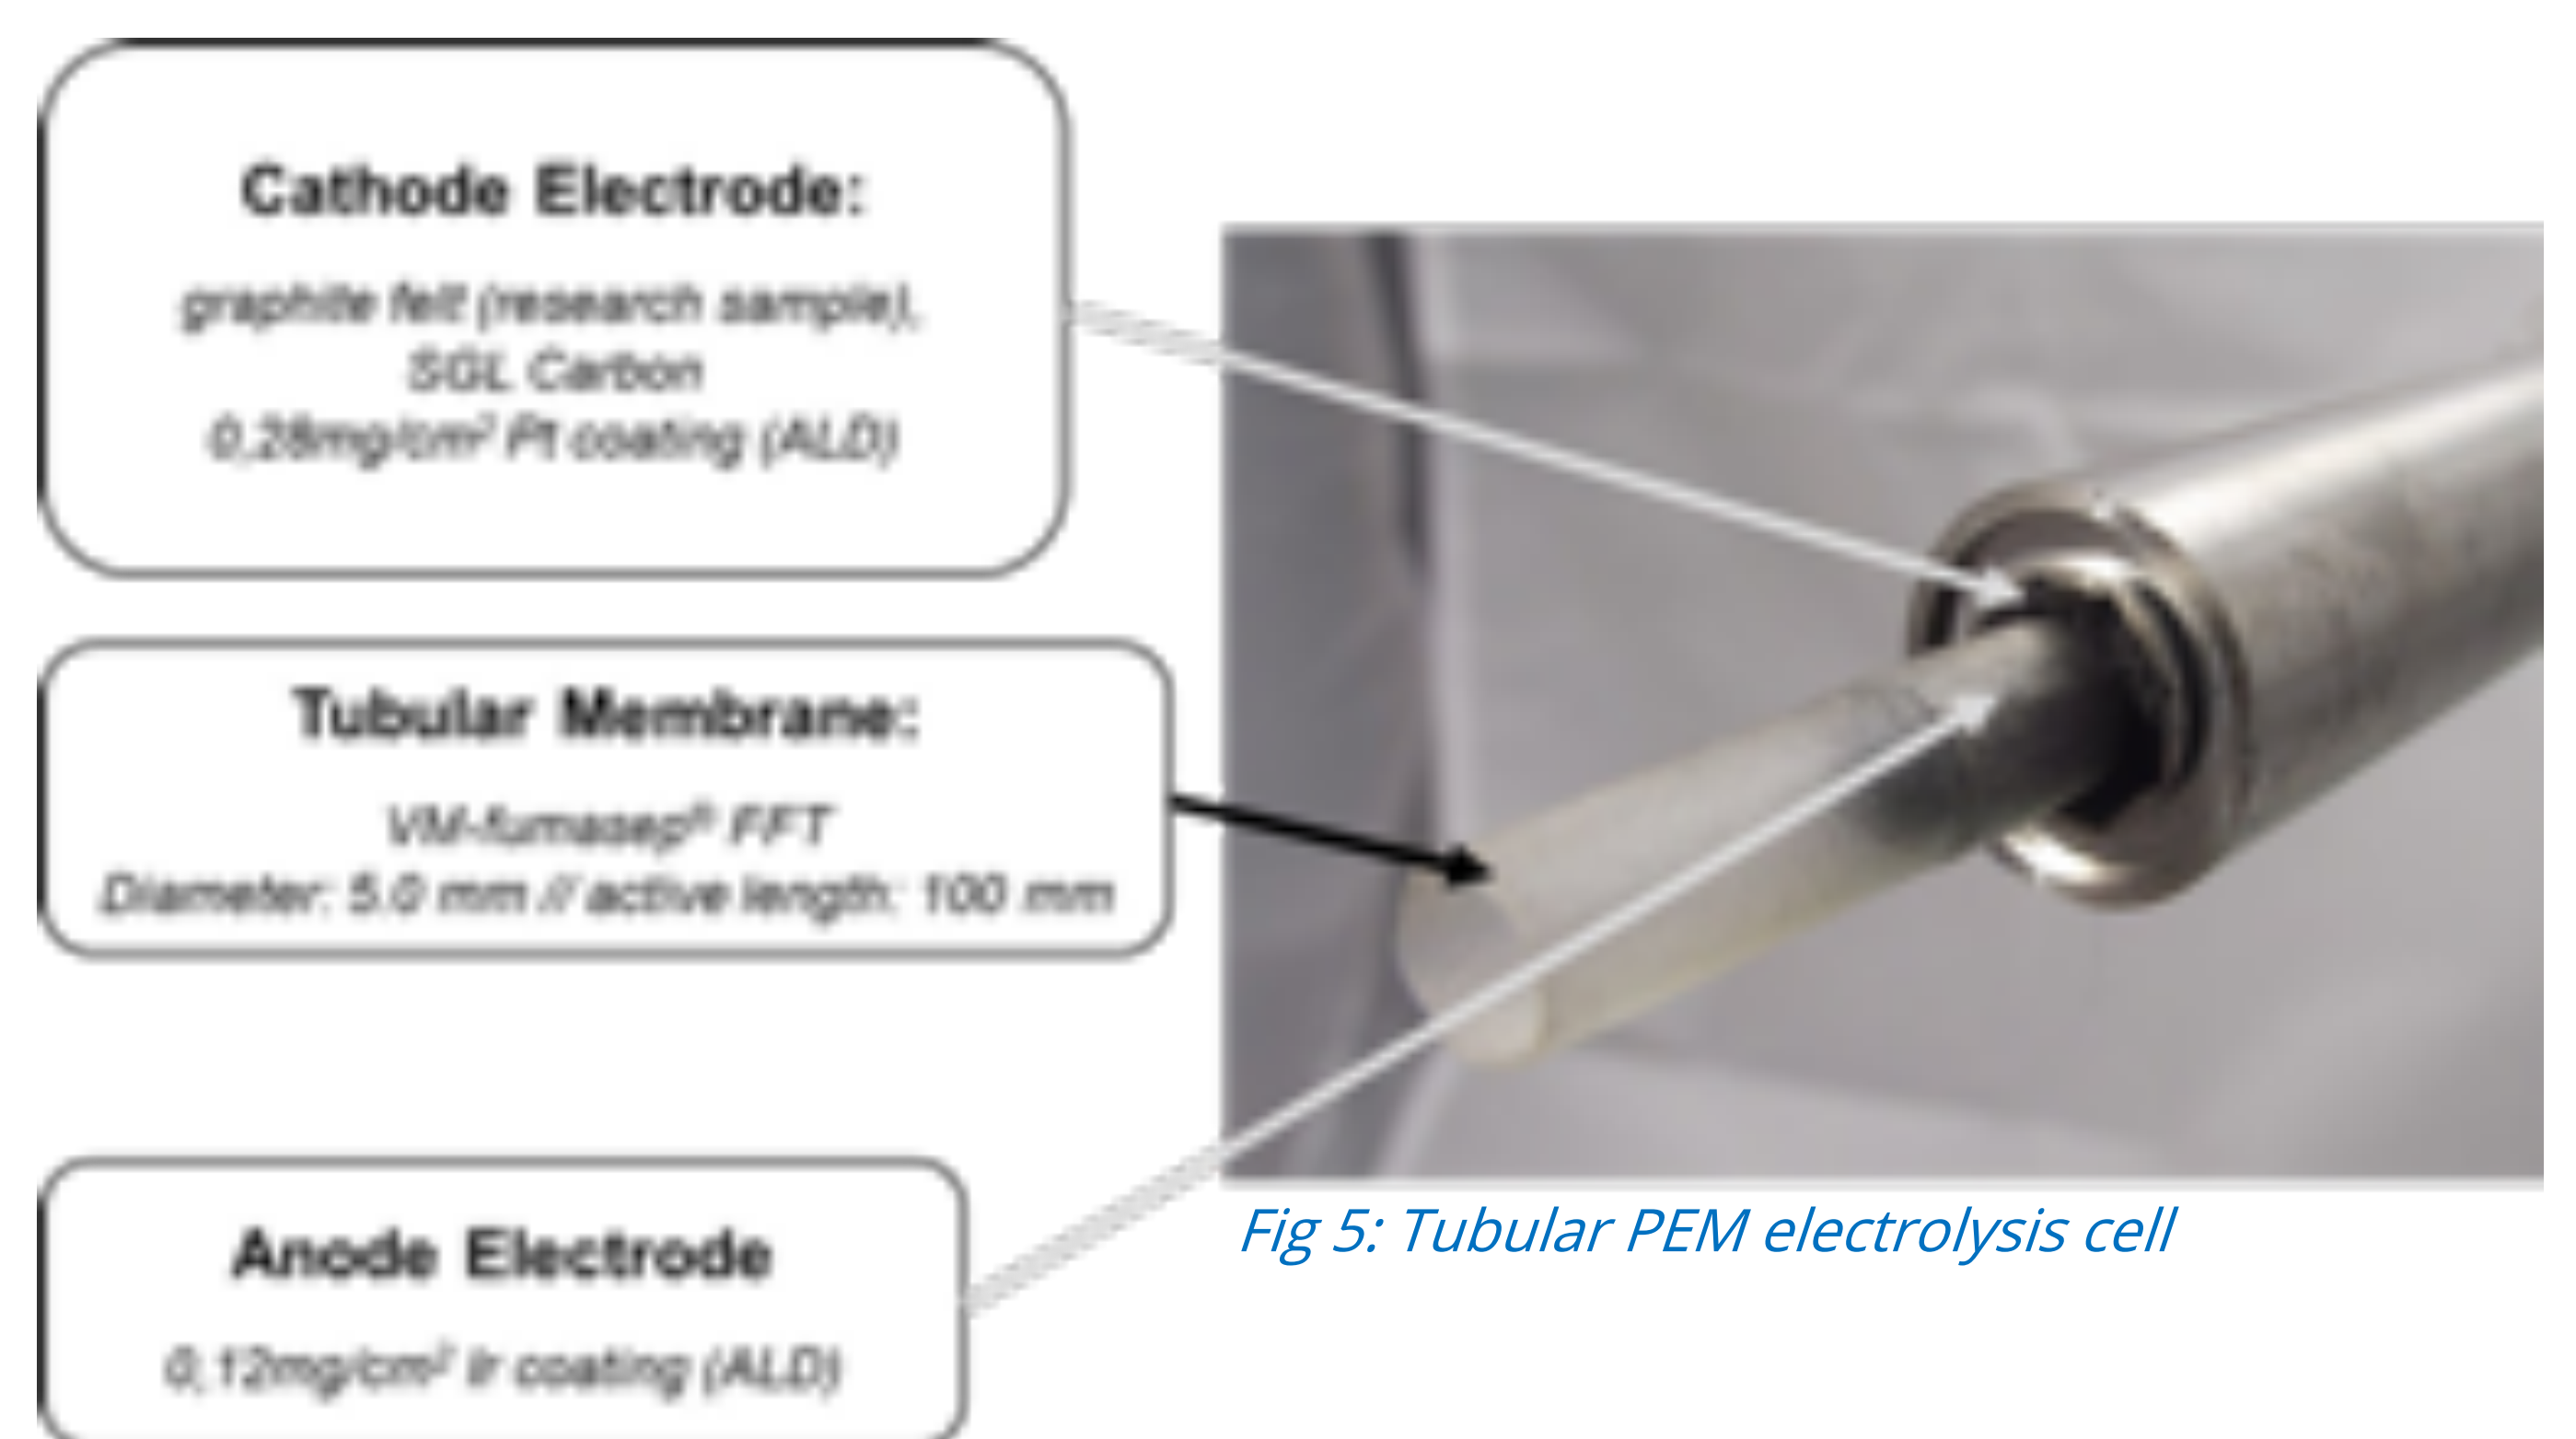 Cathode Electrode:
graphite felt (research sample),
SGL Carbon
0,28mg/cm² Pt coating (ALD)
Tubular Membrane:
VM-fumasep® FFT
Diameter: 5.0 mm // active length: 100 mm
Anode Electrode
0,12mg/cm² Ir coating (ALD)
Fig 5: Tubular PEM electrolysis cell